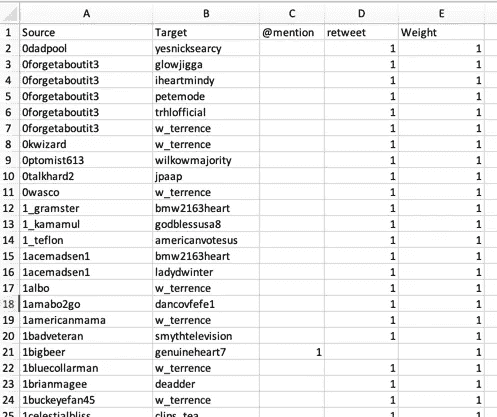 A B C D E
1 Source Target @mention retweet Weight
2 0dadpool yesnicksearcy 1 1
3 0forgetaboutit3 glowjigga 1 1
4 0forgetaboutit3 iheartmindy 1 1
5 0forgetaboutit3 petemode 1 1
6 0forgetaboutit3 trhlofficial 1 1
7 0forgetaboutit3 w_terrence 1 1
8 0kwizard w_terrence 1 1
9 0ptomist613 wilkowmajority 1 1
10 0talkhard2 jpaap 1 1
11 0wasco w_terrence 1 1
12 1_gramster bmw2163heart 1 1
13 1_kamamul godblessusa8 1 1
14 1_teflon americanvotesus 1 1
15 1acemadsen1 bmw2163heart 1 1
16 1acemadsen1 ladydwinter 1 1
17 1albo w_terrence 1 1
18 1amabo2go dancovfefe1 1 1
19 1americanmama w_terrence 1 1
20 1badveteran smythtelevision 1 1
21 1bigbeer genuineheart7 1 1
22 1bluecollarman w_terrence 1 1
23 1brianmagee deadder 1 1
24 1buckeyefan45 w_terrence 1 1
25 1celestialbliss clips_tea 1 1